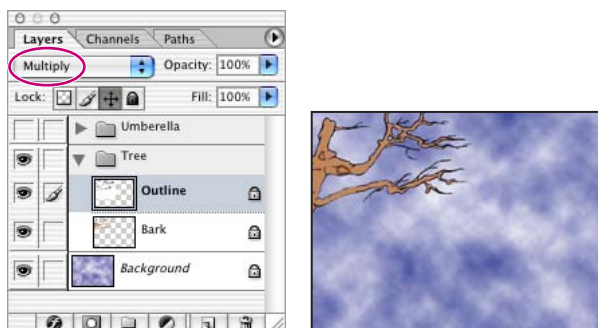 Layers Channels Paths
Multiply Opacity: 100%
Lock: Fill: 100%
Umberella
Tree
Outline
Bark
Background